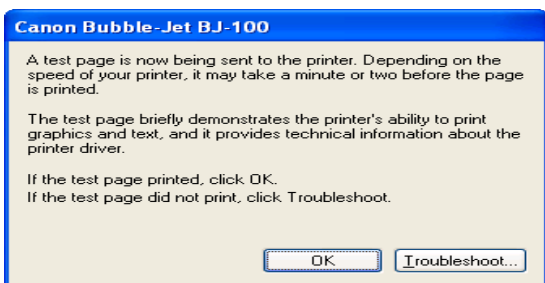 Canon Bubble-Jet BJ-100
A test page is now being sent to the printer. Depending on the
speed of your printer, it may take a minute or two before the page
is printed.
The test page briefly demonstrates the printer's ability to print
graphics and text, and it provides technical information about the
printer driver.
If the test page printed, click OK.
If the test page did not print, click Troubleshoot.
OK
Troubleshoot...